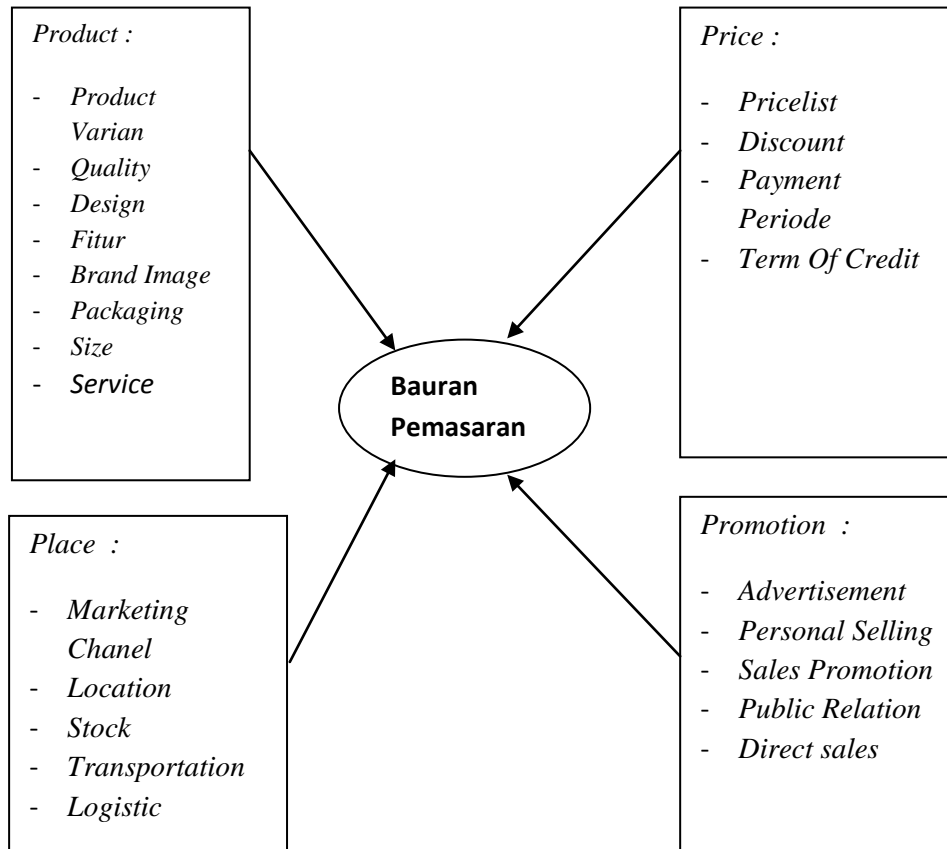 Product :
- Product
Varian
- Quality
- Design
- Fitur
- Brand Image
- Packaging
- Size
- Service
Price :
- Pricelist
- Discount
- Payment
Periode
- Term Of Credit
Bauran
Pemasaran
Place :
- Marketing
Chanel
- Location
- Stock
- Transportation
- Logistic
Promotion :
- Advertisement
- Personal Selling
- Sales Promotion
- Public Relation
- Direct sales